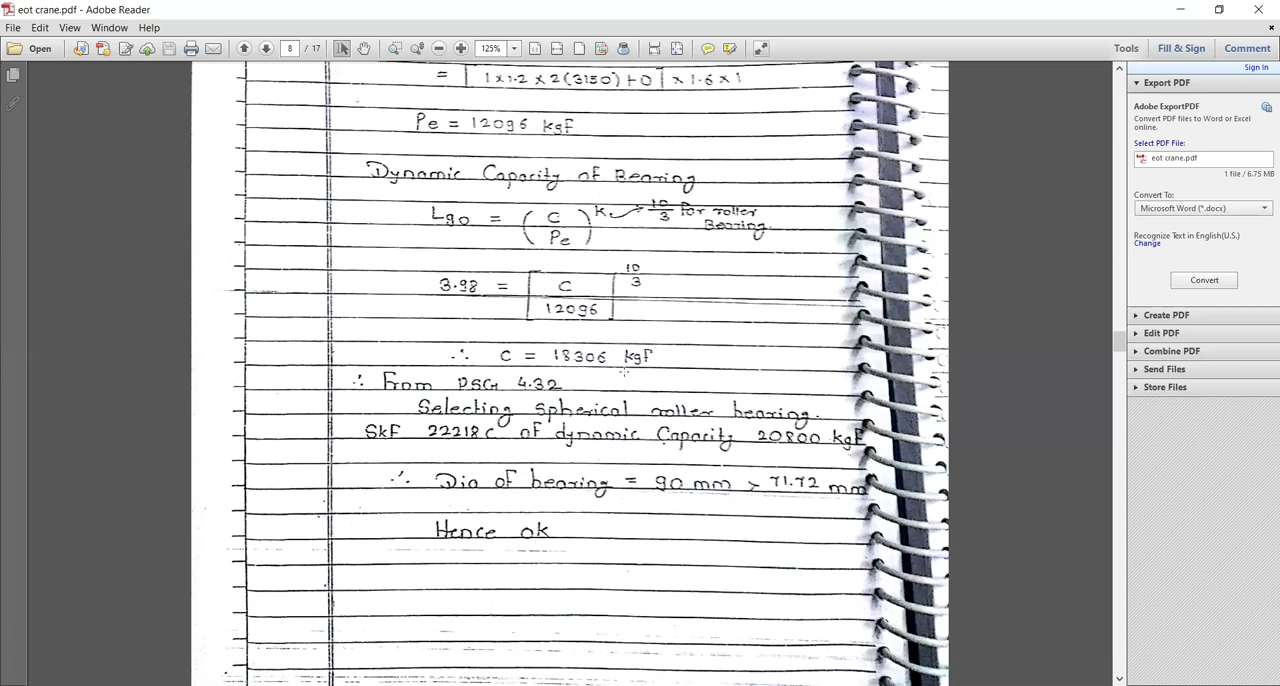 eot crane.pdf - Adobe Reader
File Edit View Window Help
Open 8 / 17 125% Tools Fill & Sign Comment
Sign In
Export PDF
Adobe ExportPDF
Convert PDF files to Word or Excel
online.
Select PDF File:
eot crane.pdf
1 file / 6.75 MB
Convert To:
Microsoft Word (*.docx)
Recognize Text in English(U.S.)
Change
Convert
Create PDF
Edit PDF
Combine PDF
Send Files
Store Files
= [1 x 1.2 x 2(3150) + 0] x 1.6 x 1
Pe = 12096 kgf
Dynamic Capacity of Bearing
L90 = (C/Pe)^K → 10/3 for roller
Bearing.
3.98 = [C/12096]^10/3
∴ C = 18306 kgf
∴ From PSG 4.32
Selecting spherical roller bearing.
SKF 22218C of dynamic Capacity 20800 kgf
∴ Dia of bearing = 90 mm > 71.72 mm
Hence ok